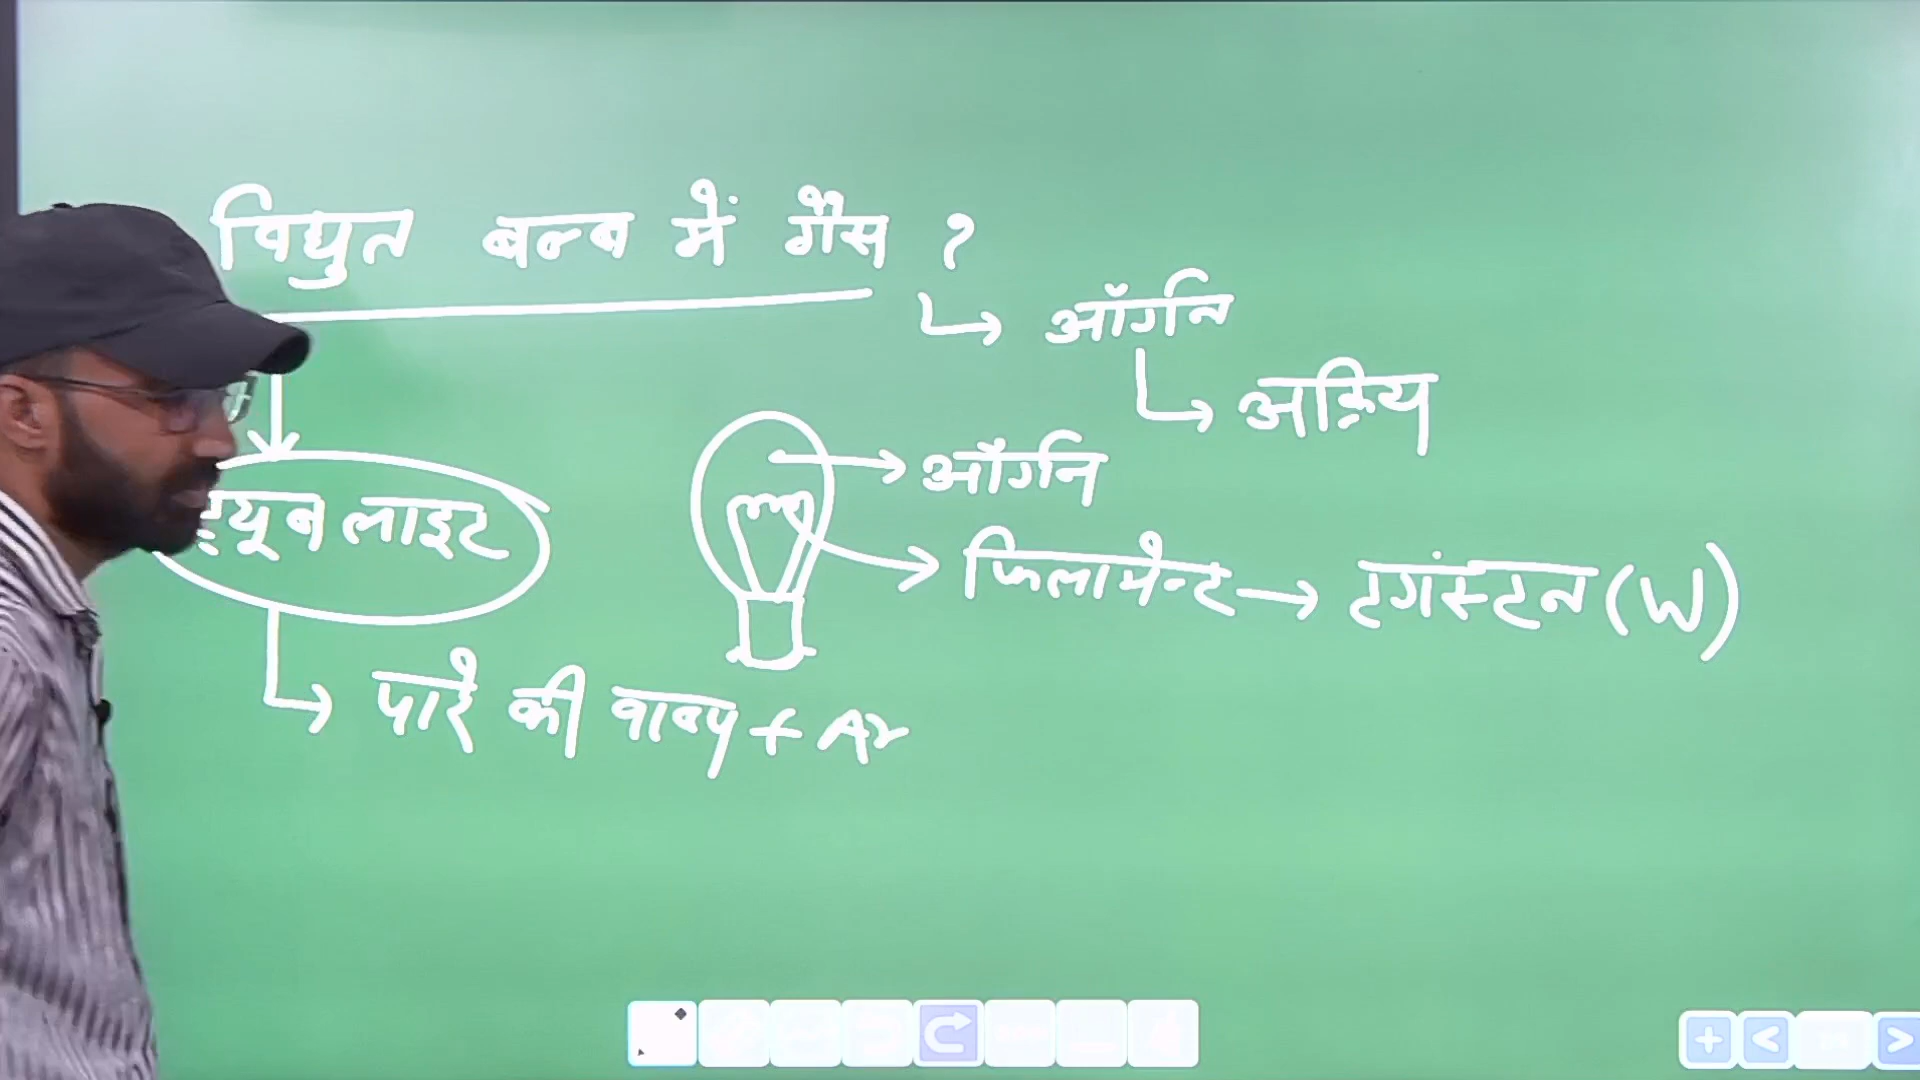 विद्युत बल्ब में गैस ?
ऑर्गन
अक्रिय
ऑर्गन
ट्यूब लाइट
फिलामेन्ट → टंगस्टन (W)
पारे की वाष्प + Ar